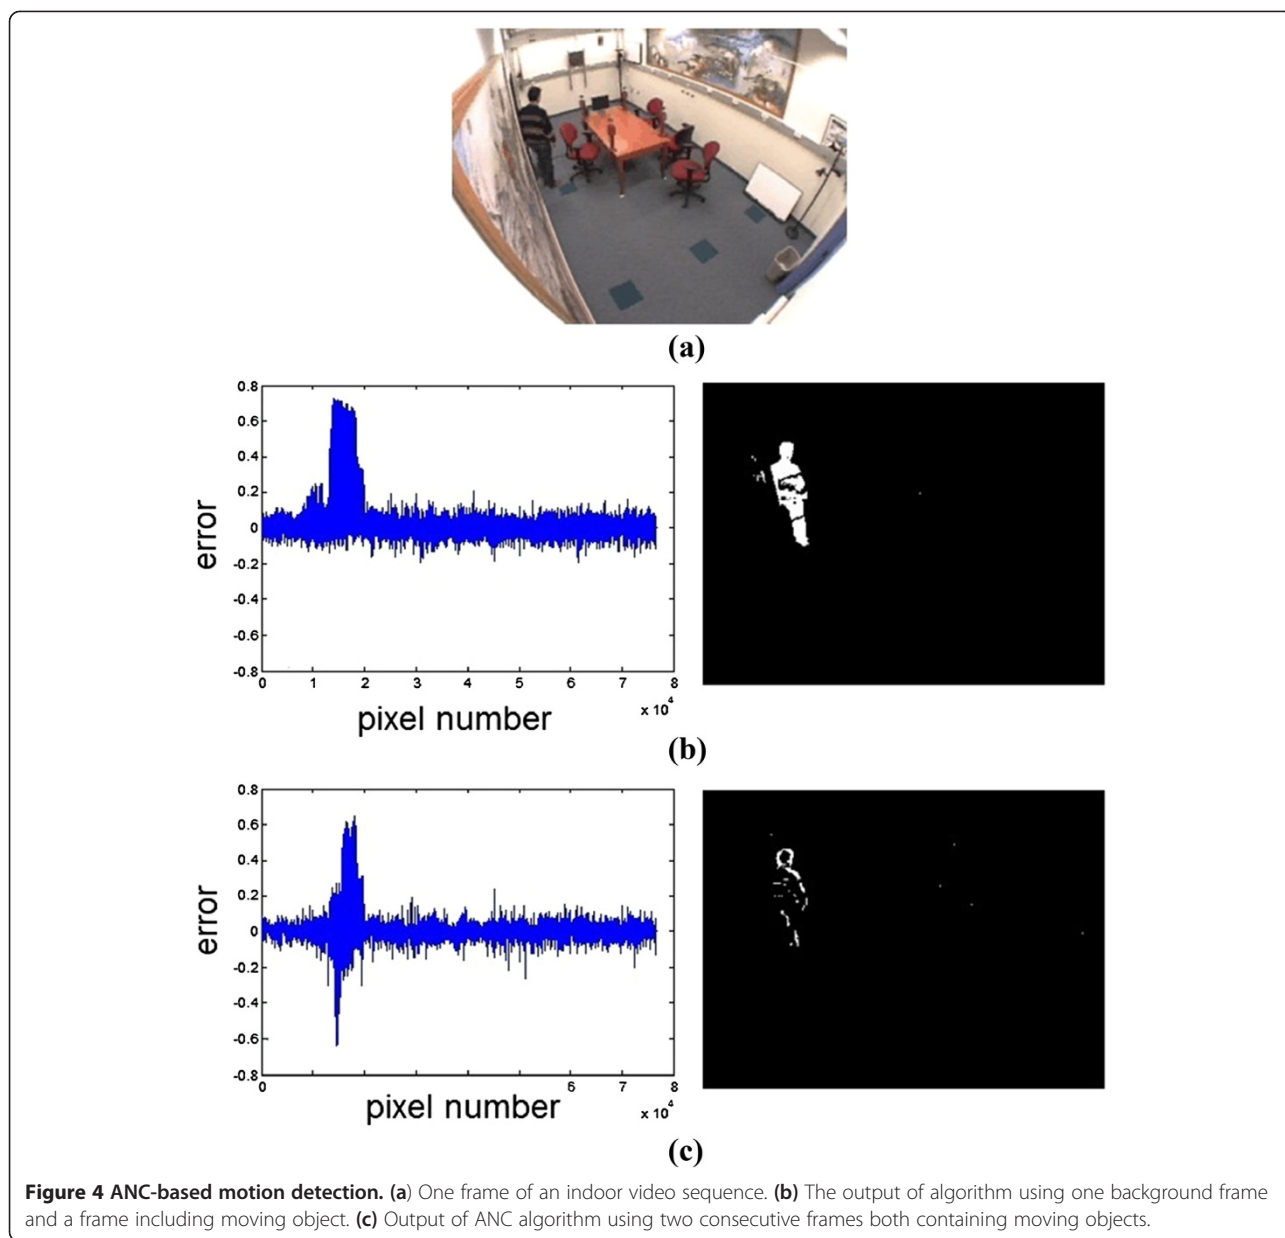 (a)
0.8
0.6
0.4
0.2
0
-0.2
-0.4
-0.6
-0.8
error
0 1 2 3 4 5 6 7 8
x 10⁴
pixel number
(b)
0.8
0.6
0.4
0.2
0
-0.2
-0.4
-0.6
-0.8
error
0 6 7 8
x 10⁴
pixel number
(c)
Figure 4 ANC-based motion detection. (a) One frame of an indoor video sequence. (b) The output of algorithm using one background frame
and a frame including moving object. (c) Output of ANC algorithm using two consecutive frames both containing moving objects.